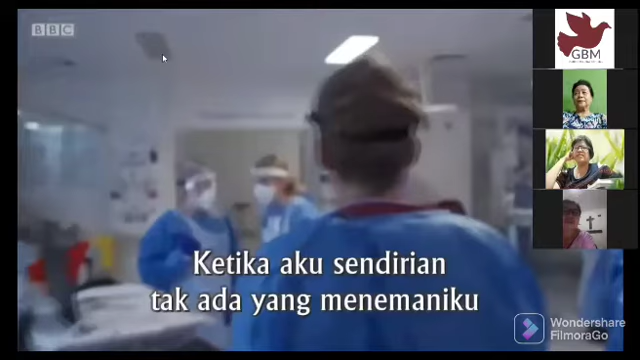 BBC
GBM
Ketika aku sendirian
tak ada yang menemaniku
Wondershare
FilmoraGo